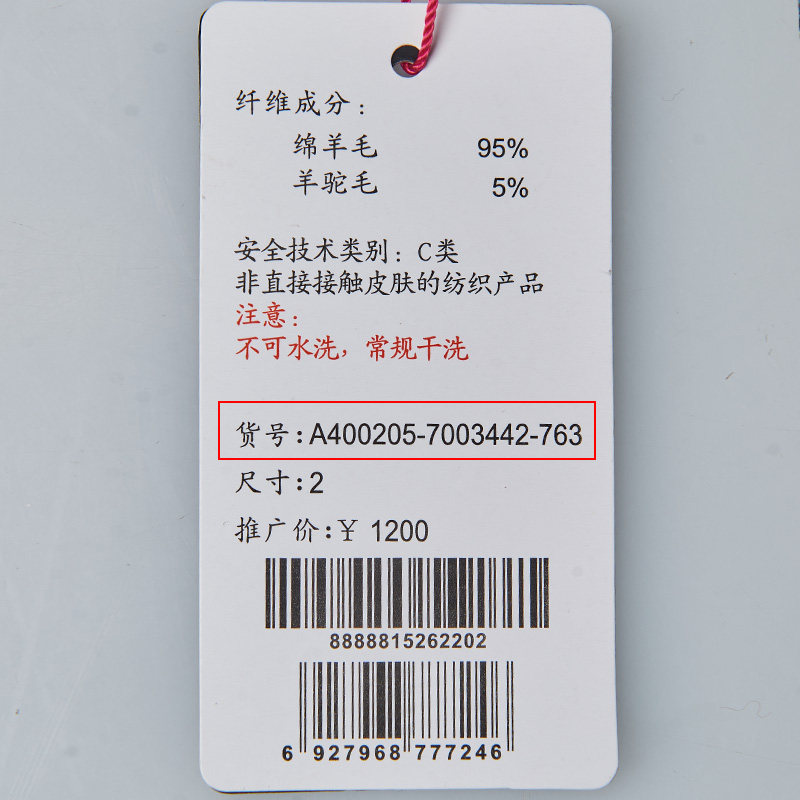 纤维成分:
绵羊毛 95%
羊驼毛 5%
安全技术类别: C类
非直接接触皮肤的纺织产品
注意:
不可水洗，常规干洗
货号:A400205-7003442-763
尺寸:2
推广价:¥ 1200
8888815262202
6 927968 777246